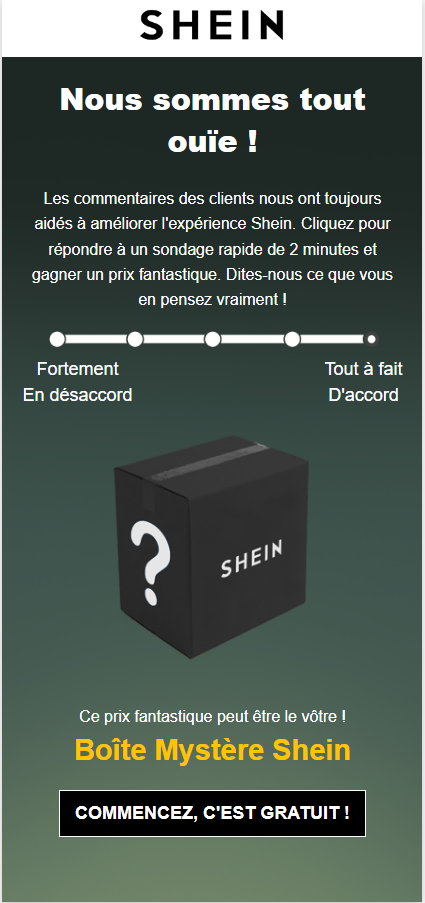 SHEIN
Nous sommes tout
ouïe !
Les commentaires des clients nous ont toujours
aidés à améliorer l'expérience Shein. Cliquez pour
répondre à un sondage rapide de 2 minutes et
gagner un prix fantastique. Dites-nous ce que vous
en pensez vraiment !
Fortement
En désaccord
Tout à fait
D'accord
?
SHEIN
Ce prix fantastique peut être le vôtre !
Boîte Mystère Shein
COMMENCEZ, C'EST GRATUIT !